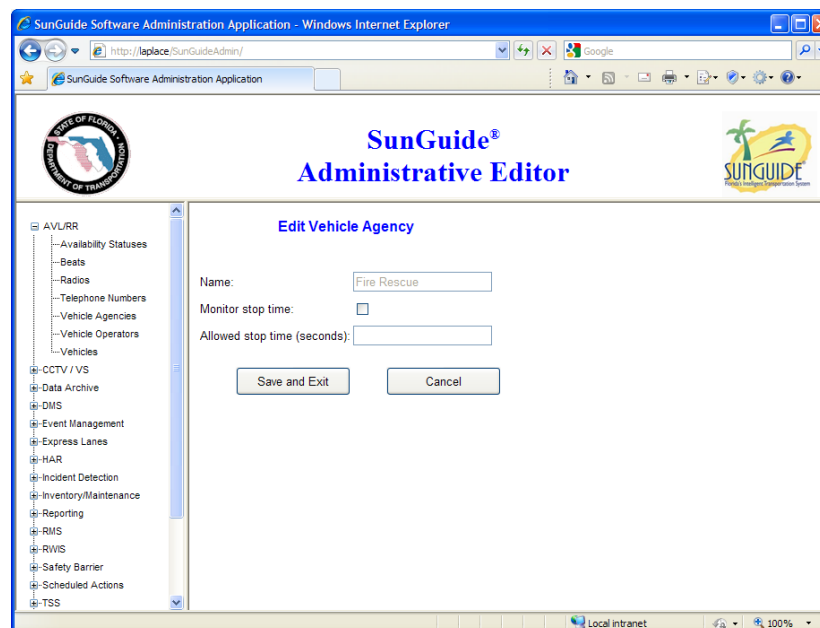 SunGuide Software Administration Application - Windows Internet Explorer
http://laplace/SunGuideAdmin/
Google
SunGuide Software Administration Application
STATE OF FLORIDA
DEPARTMENT OF TRANSPORTATION
SunGuide®
Administrative Editor
SUNGUIDE
Florida's Intelligent Transportation System
AVL/RR
Availability Statuses
Beats
Radios
Telephone Numbers
Vehicle Agencies
Vehicle Operators
Vehicles
CCTV / VS
Data Archive
DMS
Event Management
Express Lanes
HAR
Incident Detection
Inventory/Maintenance
Reporting
RMS
RWIS
Safety Barrier
Scheduled Actions
TSS
Edit Vehicle Agency
Name: Fire Rescue
Monitor stop time:
Allowed stop time (seconds):
Save and Exit Cancel
Local intranet 100%